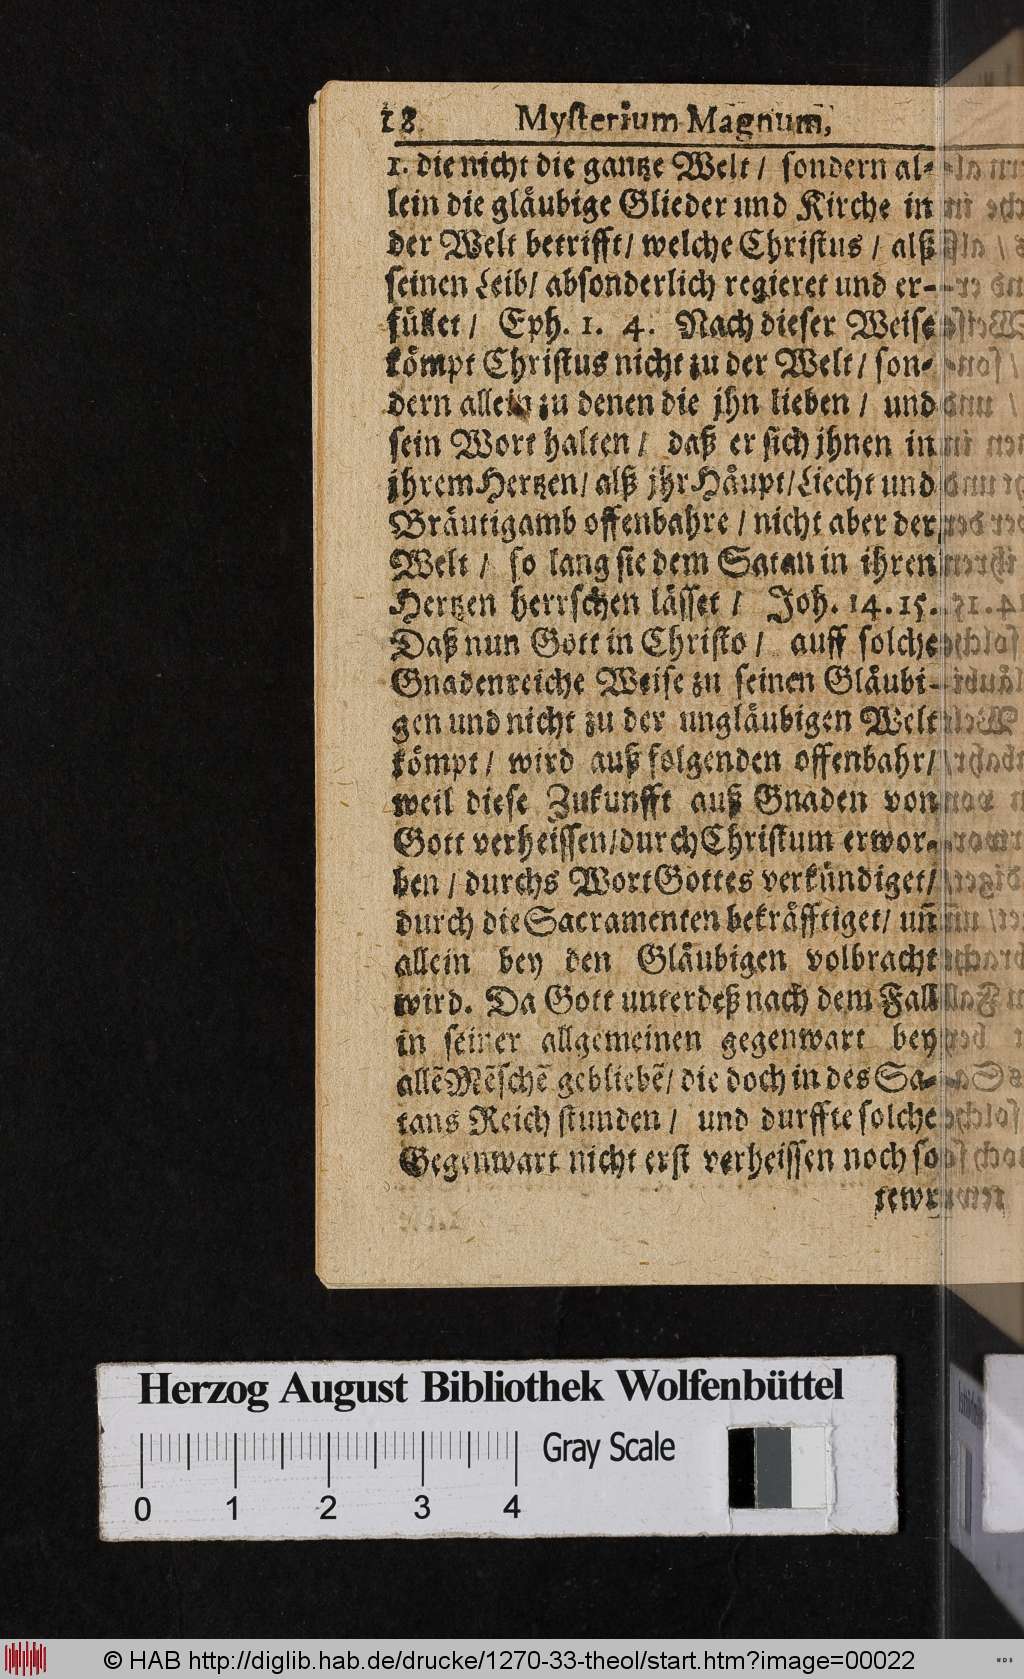 18 Mysterium Magnum,
1. die nicht die gantze Welt / sondern al-
lein die gläubige Glieder und Kirche in
der Welt betrifft / welche Christus / alß
seinen Leib / absonderlich regieret und er-
füllet / Eph. 1. 4. Nach dieser Weise
kömpt Christus nicht zu der Welt / son-
dern allein zu denen die jhn lieben / und
sein Wort halten / daß er sich jhnen in
jhrem Hertzen / alß jhr Häupt / Liecht und
Bräutigamb offenbahre / nicht aber der
Welt / so lang sie dem Satan in ihren
Hertzen herrschen lässet / Joh. 14. 15.
Daß nun Gott in Christo / auff solche
Gnadenreiche Weise zu seinen Gläubi-
gen und nicht zu der ungläubigen Welt
kömpt / wird auß folgenden offenbahr /
weil diese Zukunfft auß Gnaden von
Gott verheissen / durch Christum erwor-
ben / durchs Wort Gottes verkündiget /
durch die Sacramenten bekräfftiget / uñ
allein bey den Gläubigen volbracht
wird. Da Gott unterdeß nach dem Fall
in seiner allgemeinen gegenwart bey
allẽ Mẽschẽ gebliebẽ / die doch in des Sa-
tans Reich stunden / und durffte solche
Gegenwart nicht erst verheissen noch so
Herzog August Bibliothek Wolfenbüttel
Gray Scale
0 1 2 3 4
© HAB http://diglib.hab.de/drucke/1270-33-theol/start.htm?image=00022